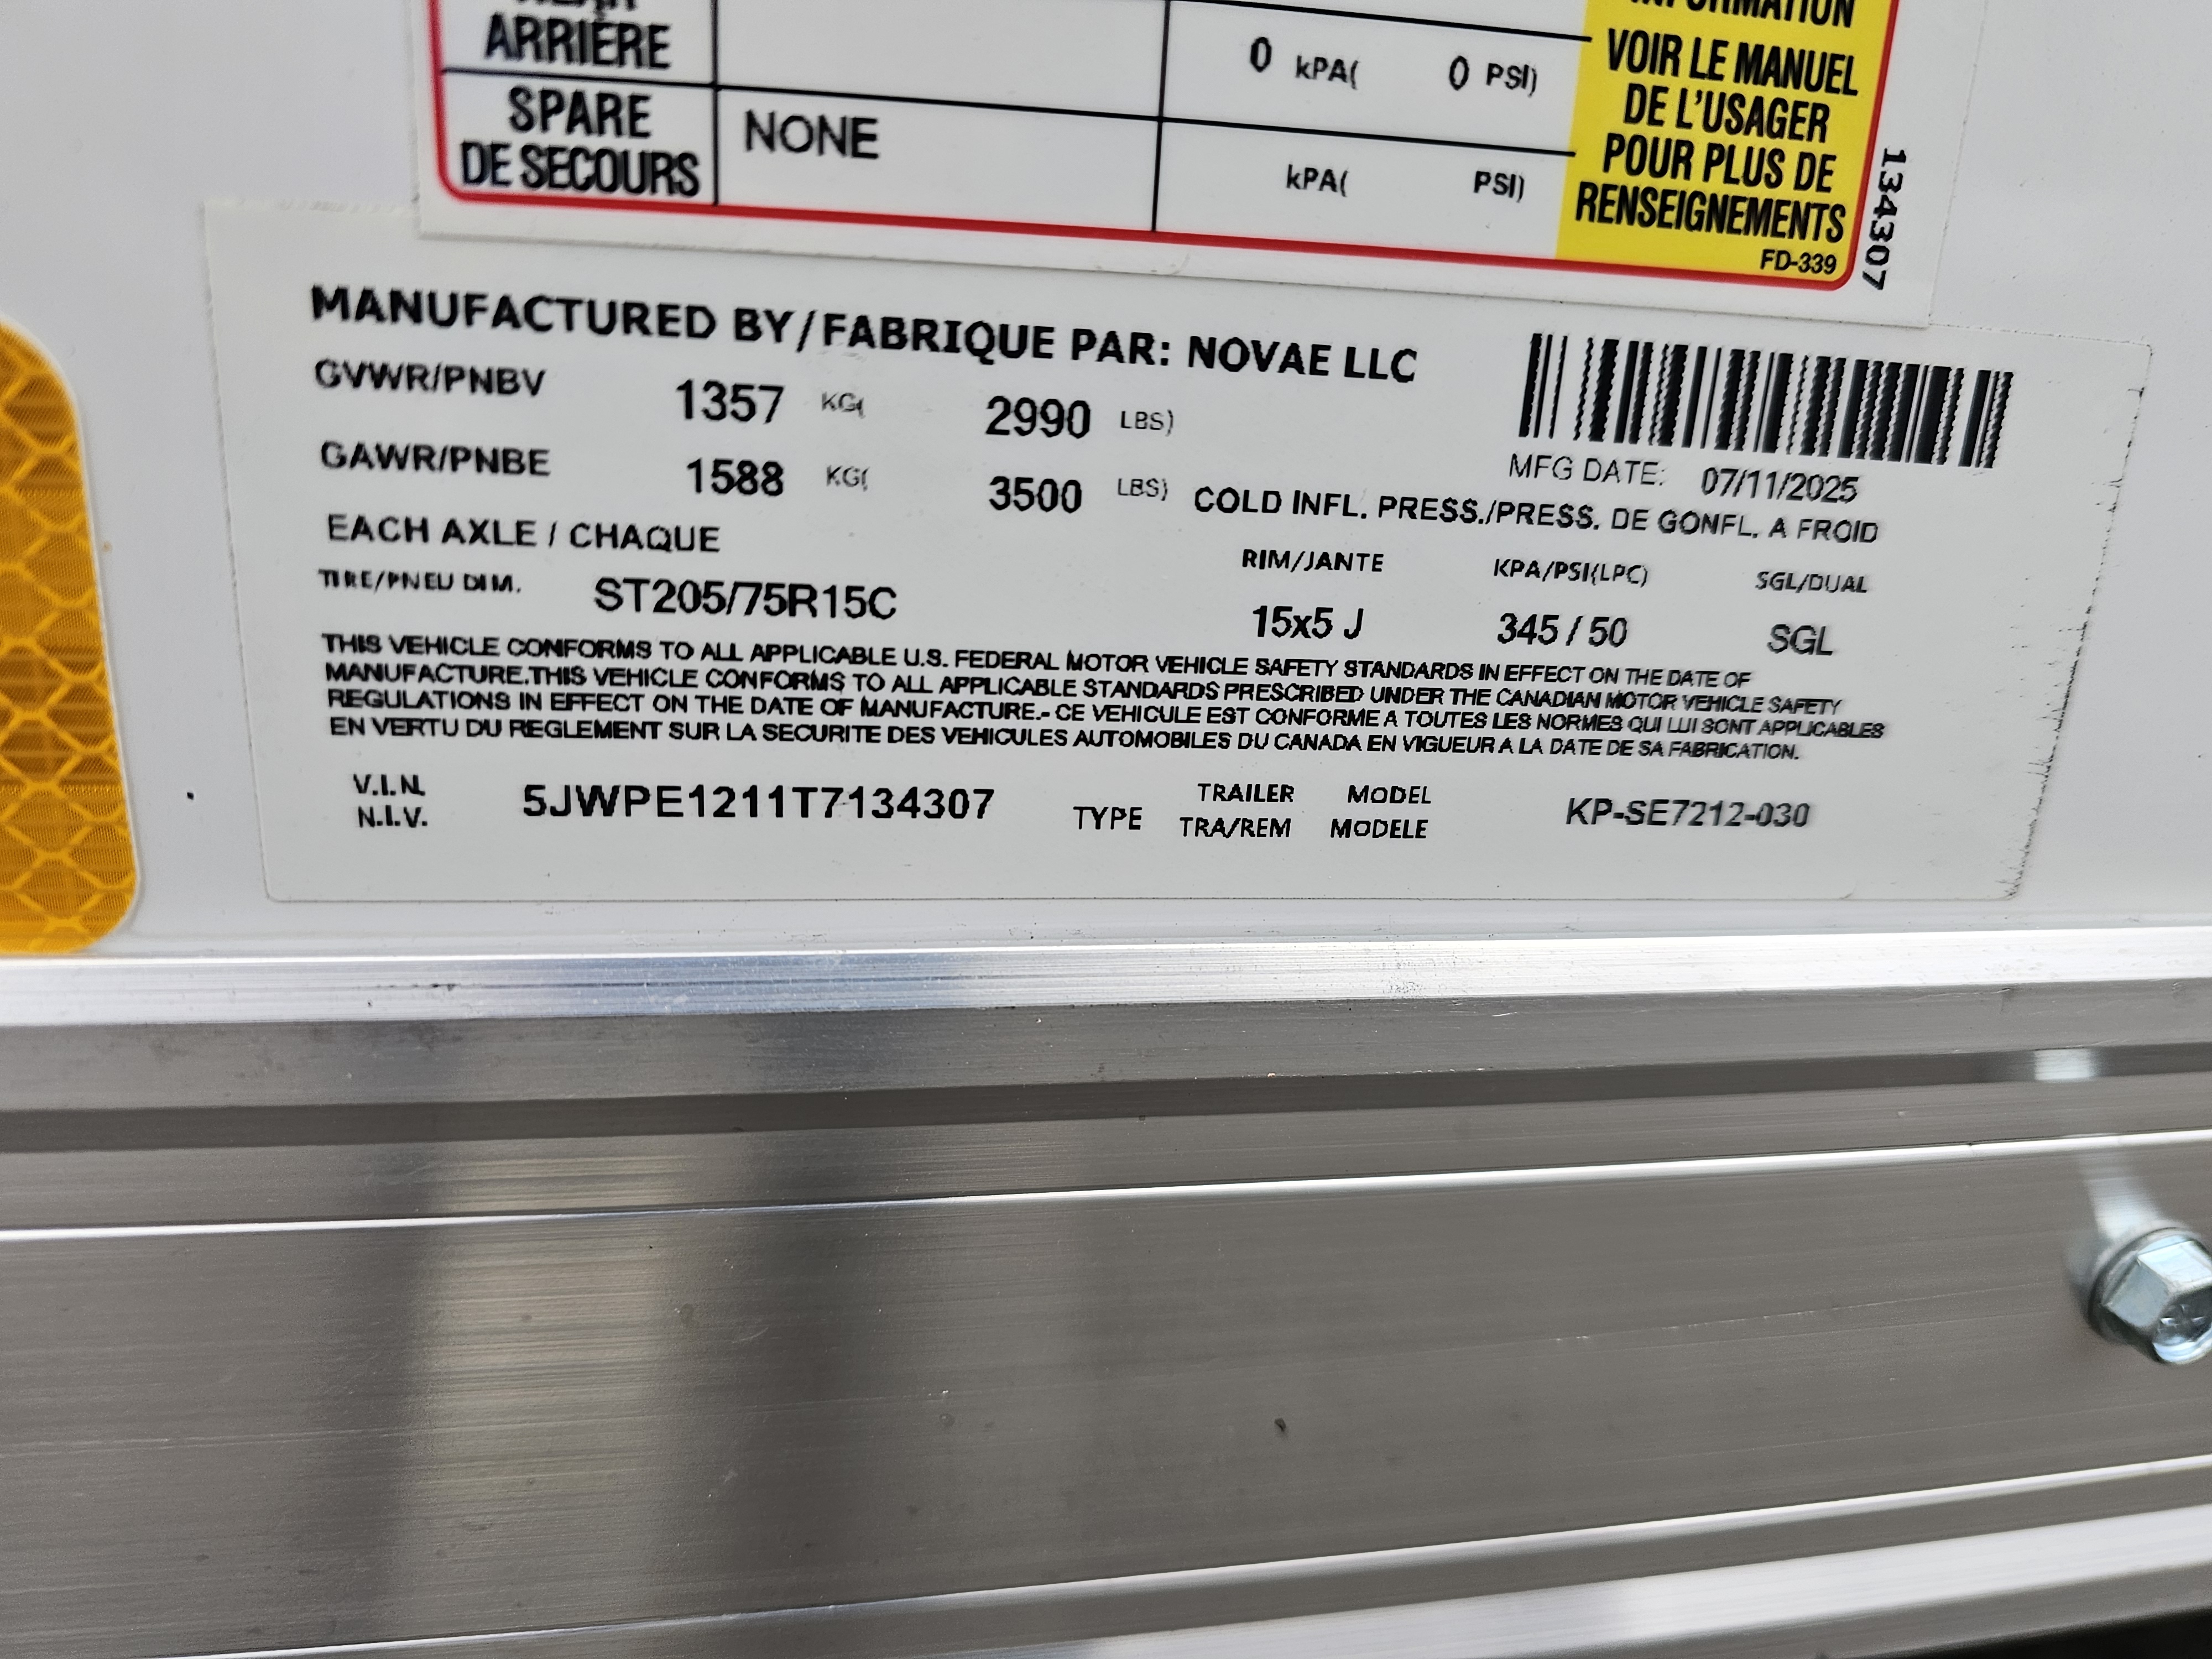 ARRIÈRE
0 kPA( 0 PSI)
SPARE
DE SECOURS
NONE
kPA( PSI)
INFORMATION
VOIR LE MANUEL
DE L'USAGER
POUR PLUS DE
RENSEIGNEMENTS
FD-339
134307
MANUFACTURED BY/FABRIQUE PAR: NOVAE LLC
GVWR/PNBV 1357 KG( 2990 LBS)
GAWR/PNBE 1588 KG( 3500 LBS)
MFG DATE: 07/11/2025
COLD INFL. PRESS./PRESS. DE GONFL. A FROID
EACH AXLE / CHAQUE
RIM/JANTE KPA/PSI(LPC) SGL/DUAL
TIRE/PNEU DIM. ST205/75R15C 15x5 J 345 / 50 SGL
THIS VEHICLE CONFORMS TO ALL APPLICABLE U.S. FEDERAL MOTOR VEHICLE SAFETY STANDARDS IN EFFECT ON THE DATE OF
MANUFACTURE.THIS VEHICLE CONFORMS TO ALL APPLICABLE STANDARDS PRESCRIBED UNDER THE CANADIAN MOTOR VEHICLE SAFETY
REGULATIONS IN EFFECT ON THE DATE OF MANUFACTURE.- CE VEHICULE EST CONFORME A TOUTES LES NORMES QUI LUI SONT APPLICABLES
EN VERTU DU REGLEMENT SUR LA SECURITE DES VEHICULES AUTOMOBILES DU CANADA EN VIGUEUR A LA DATE DE SA FABRICATION.
V.I.N.
N.I.V.
5JWPE1211T7134307
TYPE
TRAILER MODEL
TRA/REM MODELE
KP-SE7212-030